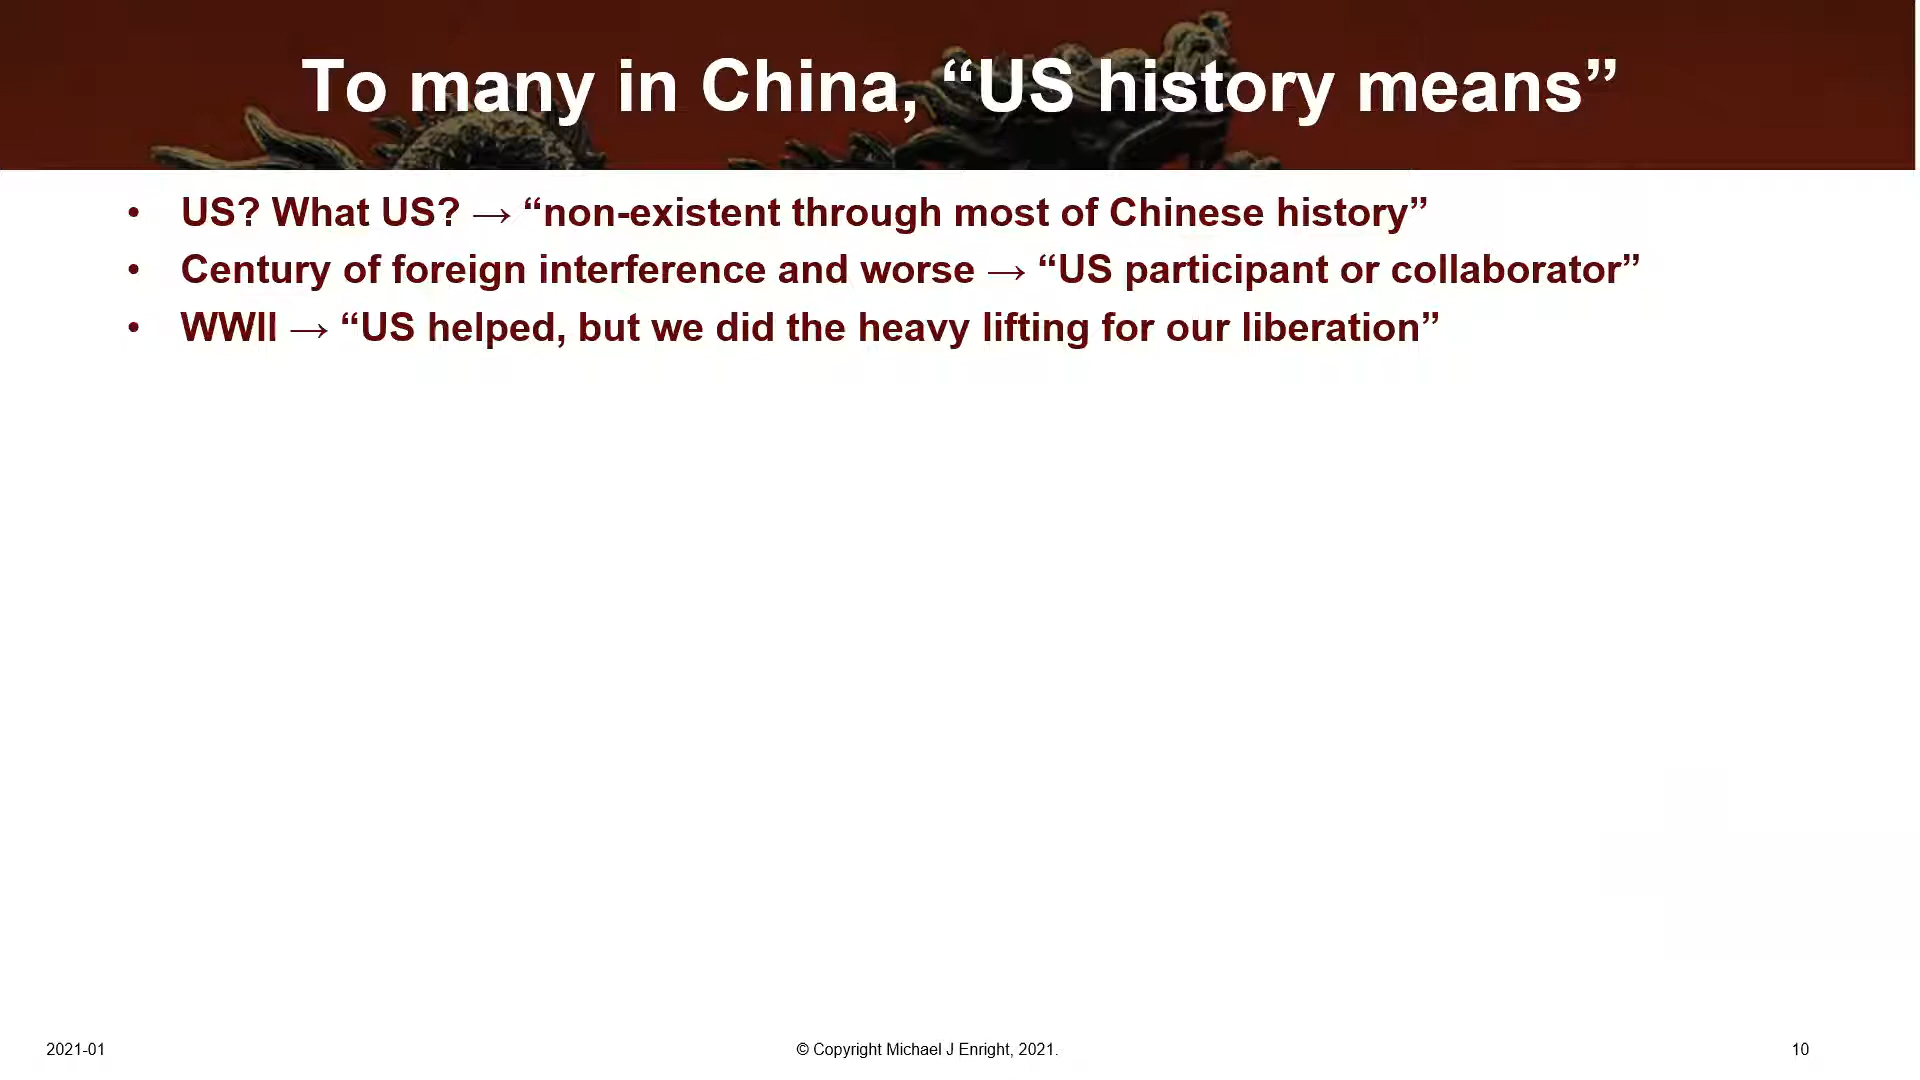 To many in China, “US history means”
• US? What US? → “non-existent through most of Chinese history”
• Century of foreign interference and worse → “US participant or collaborator”
• WWII → “US helped, but we did the heavy lifting for our liberation”
2021-01
© Copyright Michael J Enright, 2021.
10